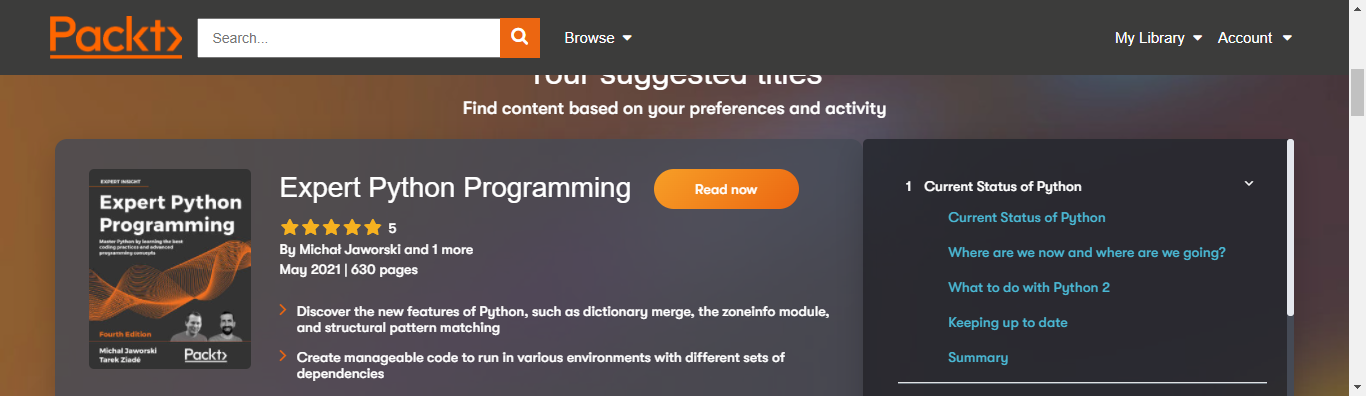 Packt
Search...
Browse
My Library
Account
Your suggested titles
Find content based on your preferences and activity
EXPERT INSIGHT
Expert Python
Programming
Master Python by learning the best
coding practices and advanced
programming concepts
Fourth Edition
Michał Jaworski
Tarek Ziadé
Packt
Expert Python Programming
Read now
5
By Michał Jaworski and 1 more
May 2021 | 630 pages
Discover the new features of Python, such as dictionary merge, the zoneinfo module,
and structural pattern matching
Create manageable code to run in various environments with different sets of
dependencies
1 Current Status of Python
Current Status of Python
Where are we now and where are we going?
What to do with Python 2
Keeping up to date
Summary